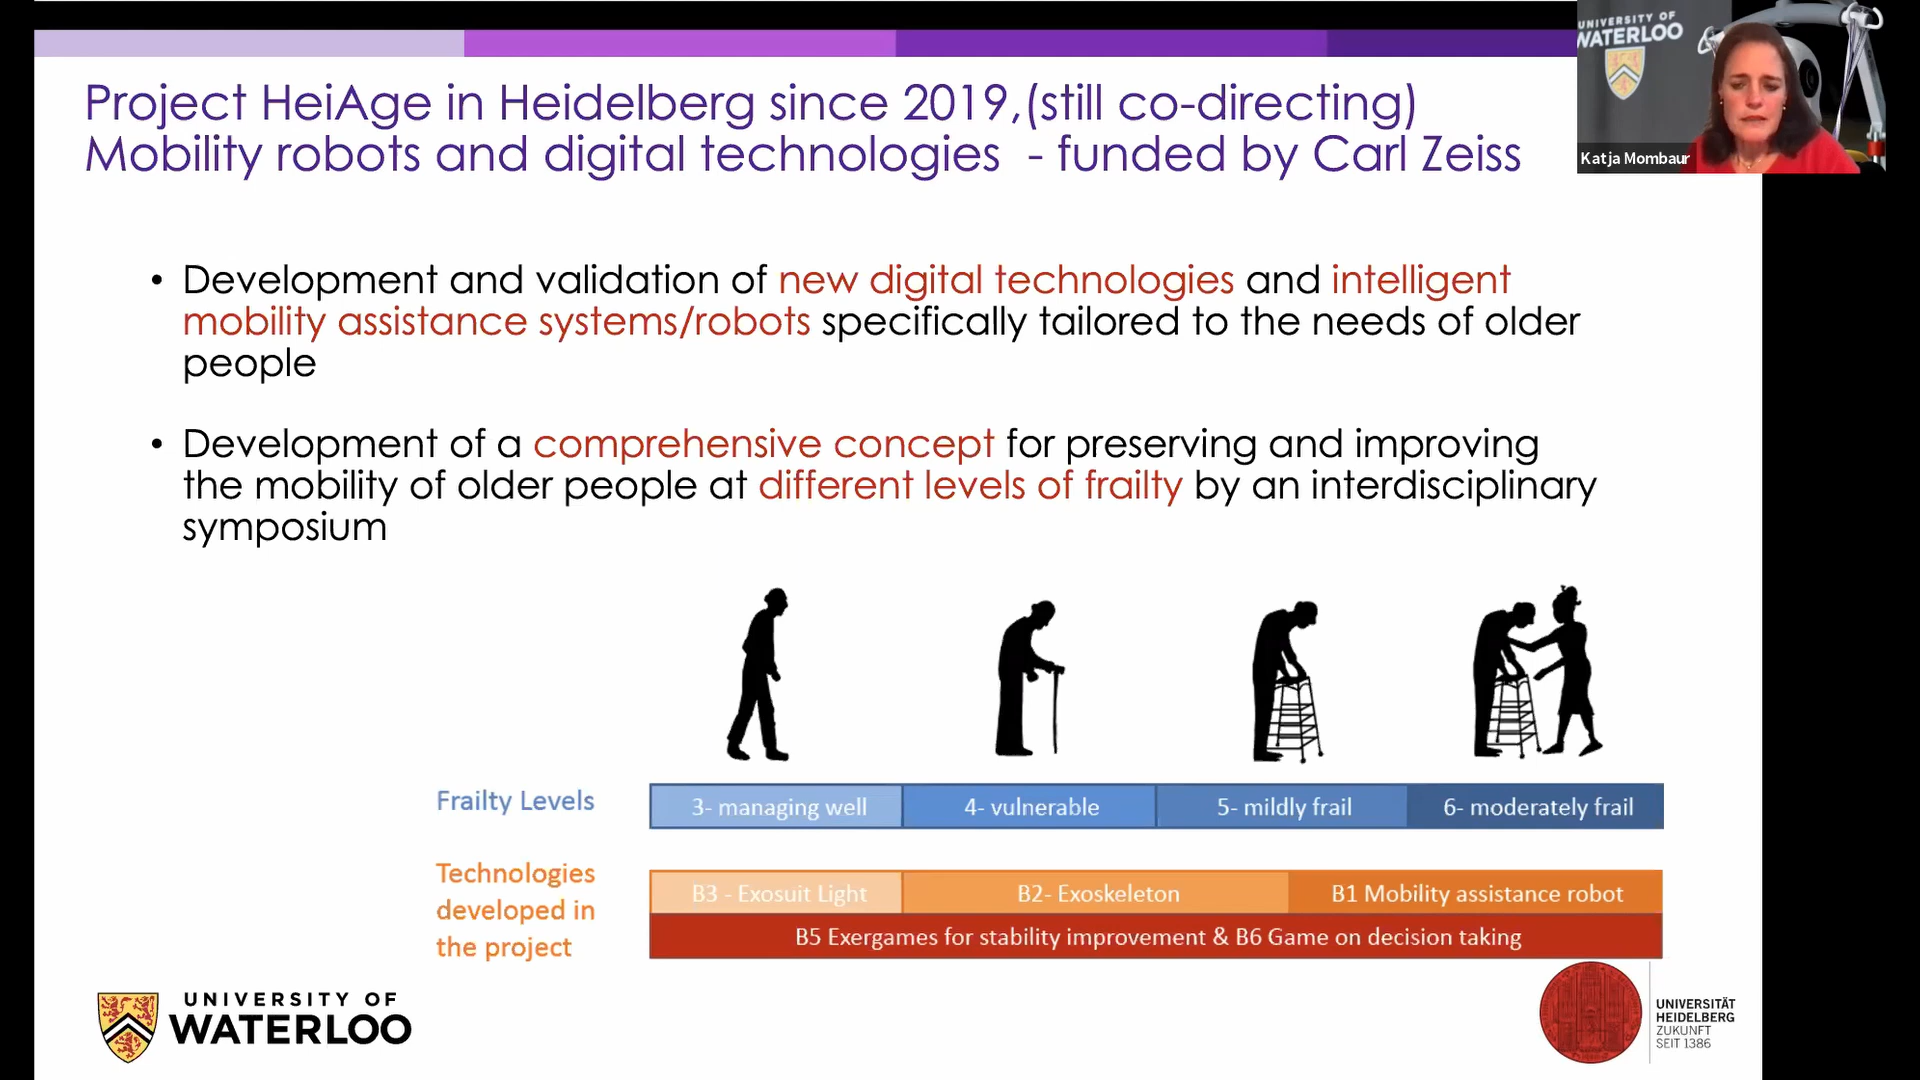 UNIVERSITY OF
WATERLOO
Katja Mombaur
Project HeiAge in Heidelberg since 2019,(still co-directing)
Mobility robots and digital technologies - funded by Carl Zeiss
• Development and validation of new digital technologies and intelligent
mobility assistance systems/robots specifically tailored to the needs of older
people
• Development of a comprehensive concept for preserving and improving
the mobility of older people at different levels of frailty by an interdisciplinary
symposium
Frailty Levels
3- managing well
4- vulnerable
5- mildly frail
6- moderately frail
Technologies
developed in
the project
B3 - Exosuit Light
B2- Exoskeleton
B1 Mobility assistance robot
B5 Exergames for stability improvement & B6 Game on decision taking
UNIVERSITY OF
WATERLOO
UNIVERSITÄT
HEIDELBERG
ZUKUNFT
SEIT 1386